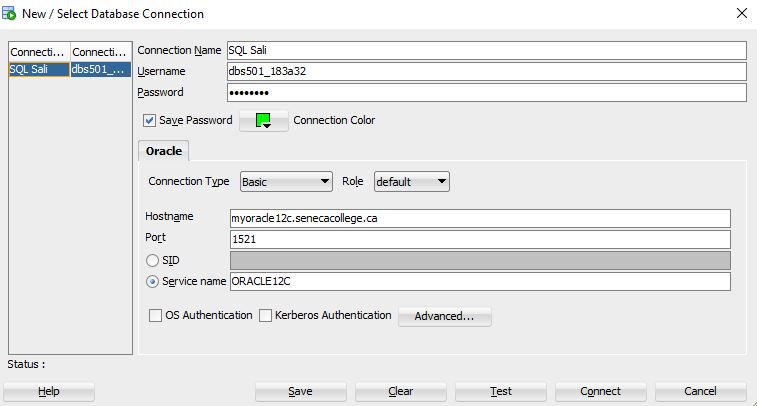 New / Select Database Connection
Connecti... Connecti...
SQL Sali dbs501_...
Connection Name SQL Sali
Username dbs501_183a32
Password ••••••••
Save Password Connection Color
Oracle
Connection Type Basic Role default
Hostname myoracle12c.senecacollege.ca
Port 1521
SID
Service name ORACLE12C
OS Authentication Kerberos Authentication Advanced...
Status :
Help Save Clear Test Connect Cancel